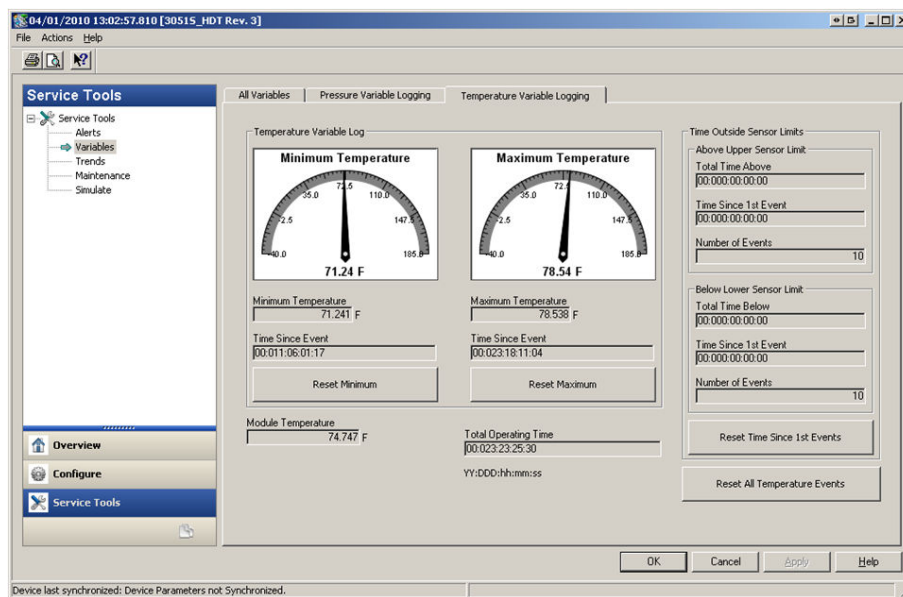 04/01/2010 13:02:57.810 [3051S_HDT Rev. 3]
File Actions Help
Service Tools
Service Tools
Alerts
Variables
Trends
Maintenance
Simulate
Overview
Configure
Service Tools
All Variables Pressure Variable Logging Temperature Variable Logging
Temperature Variable Log
Minimum Temperature
-40.0 -2.5 35.0 72.5 110.0 147.5 185.0
71.24 F
Minimum Temperature
71.241 F
Time Since Event
00:011:06:01:17
Reset Minimum
Maximum Temperature
-40.0 -2.5 35.0 72.5 110.0 147.5 185.0
78.54 F
Maximum Temperature
78.538 F
Time Since Event
00:023:18:11:04
Reset Maximum
Module Temperature
74.747 F
Total Operating Time
00:023:23:25:30
YY:DDD:hh:mm:ss
Time Outside Sensor Limits
Above Upper Sensor Limit
Total Time Above
00:000:00:00:00
Time Since 1st Event
00:000:00:00:00
Number of Events
10
Below Lower Sensor Limit
Total Time Below
00:000:00:00:00
Time Since 1st Event
00:000:00:00:00
Number of Events
10
Reset Time Since 1st Events
Reset All Temperature Events
OK Cancel Apply Help
Device last synchronized: Device Parameters not Synchronized.